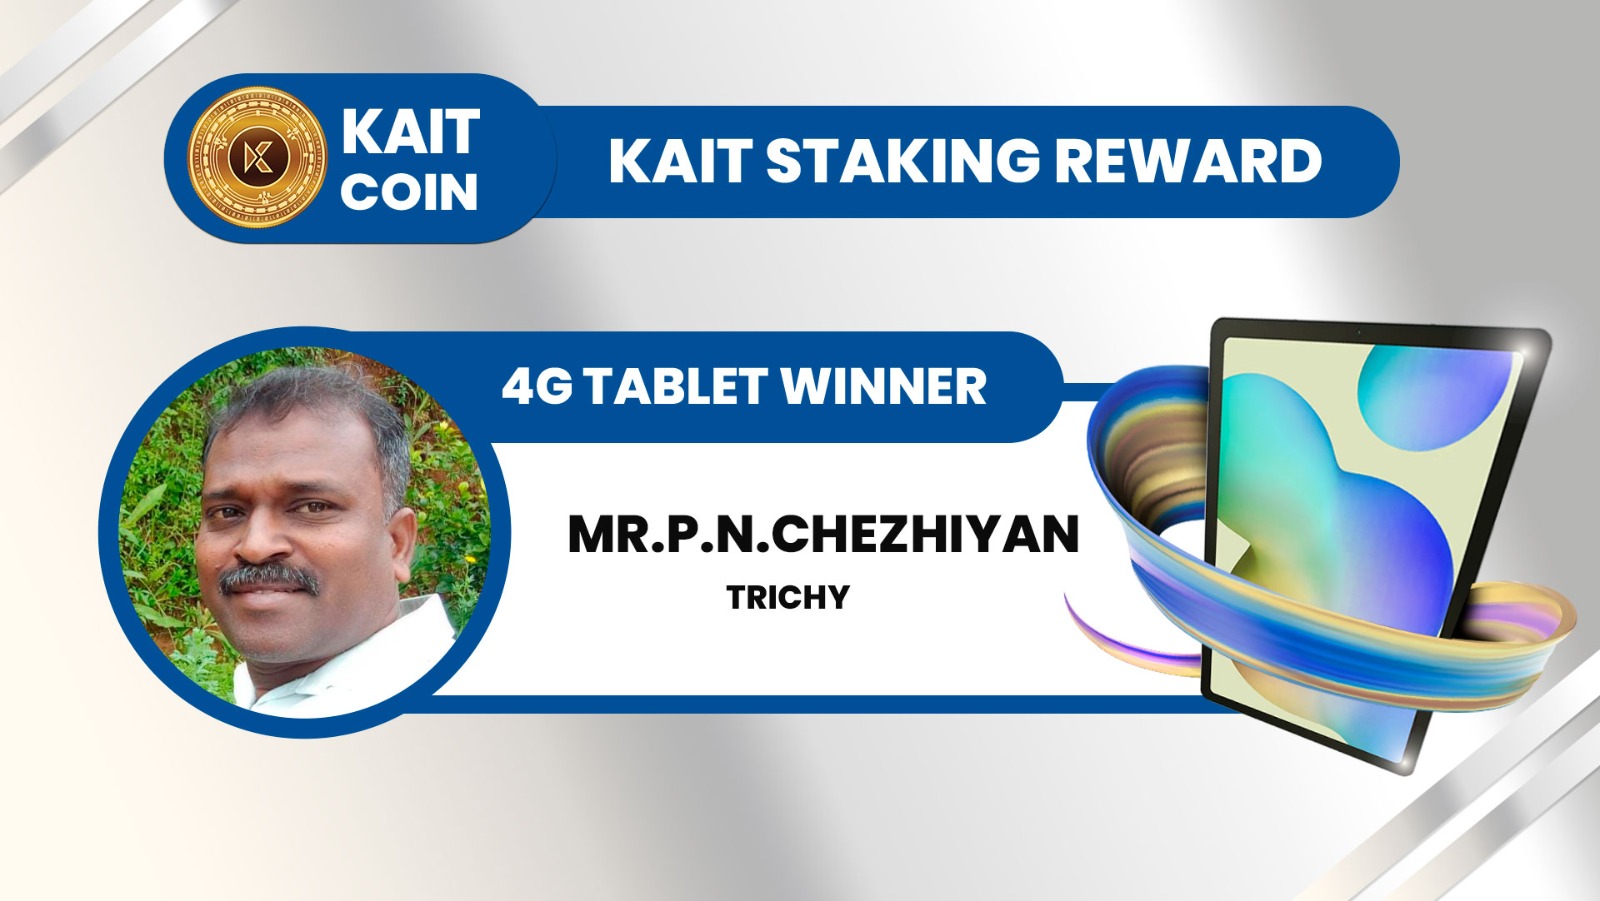 KAIT
COIN
KAIT STAKING REWARD
4G TABLET WINNER
MR.P.N.CHEZHIYAN
TRICHY